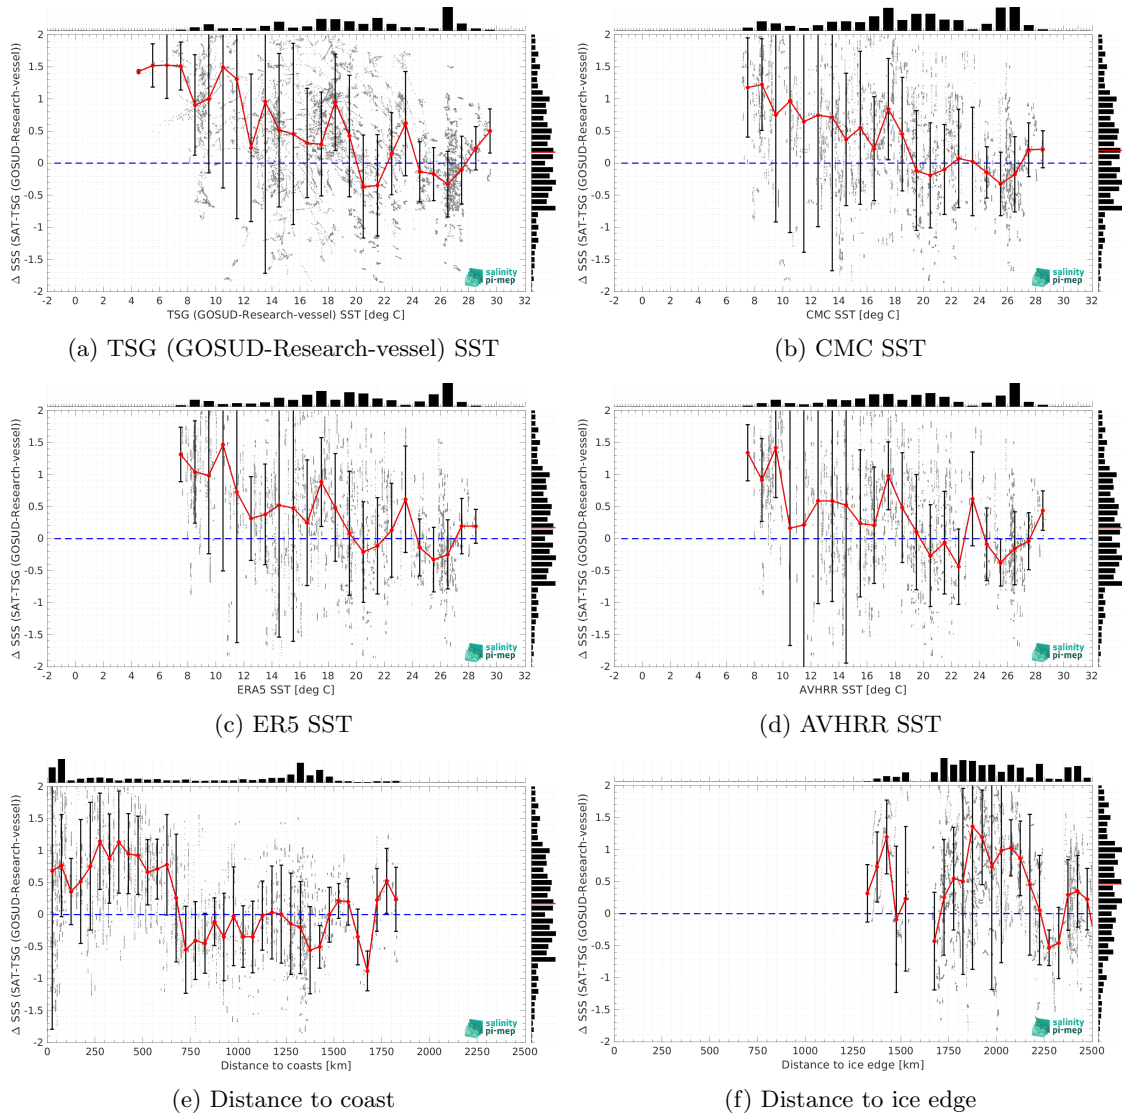 2
1.5
1
0.5
0
-0.5
-1
-1.5
-2
Δ SSS (SAT-TSG (GOSUD-Research-vessel))
salinity
pi-mep
-2 0 2 4 6 8 10 12 14 16 18 20 22 24 26 28 30 32
TSG (GOSUD-Research-vessel) SST [deg C]
(a) TSG (GOSUD-Research-vessel) SST
2
1.5
1
0.5
0
-0.5
-1
-1.5
-2
Δ SSS (SAT-TSG (GOSUD-Research-vessel))
salinity
pi-mep
-2 0 2 4 6 8 10 12 14 16 18 20 22 24 26 28 30 32
CMC SST [deg C]
(b) CMC SST
2
1.5
1
0.5
0
-0.5
-1
-1.5
-2
Δ SSS (SAT-TSG (GOSUD-Research-vessel))
salinity
pi-mep
-2 0 2 4 6 8 10 12 14 16 18 20 22 24 26 28 30 32
ERA5 SST [deg C]
(c) ER5 SST
2
1.5
1
0.5
0
-0.5
-1
-1.5
-2
Δ SSS (SAT-TSG (GOSUD-Research-vessel))
salinity
pi-mep
-2 0 2 4 6 8 10 12 14 16 18 20 22 24 26 28 30 32
AVHRR SST [deg C]
(d) AVHRR SST
2
1.5
1
0.5
0
-0.5
-1
-1.5
-2
Δ SSS (SAT-TSG (GOSUD-Research-vessel))
salinity
pi-mep
0 250 500 750 1000 1250 1500 1750 2000 2250 2500
Distance to coasts [km]
(e) Distance to coast
2
1.5
1
0.5
0
-0.5
-1
-1.5
-2
Δ SSS (SAT-TSG (GOSUD-Research-vessel))
salinity
pi-mep
0 250 500 750 1000 1250 1500 1750 2000 2250 2500
Distance to ice edge [km]
(f) Distance to ice edge